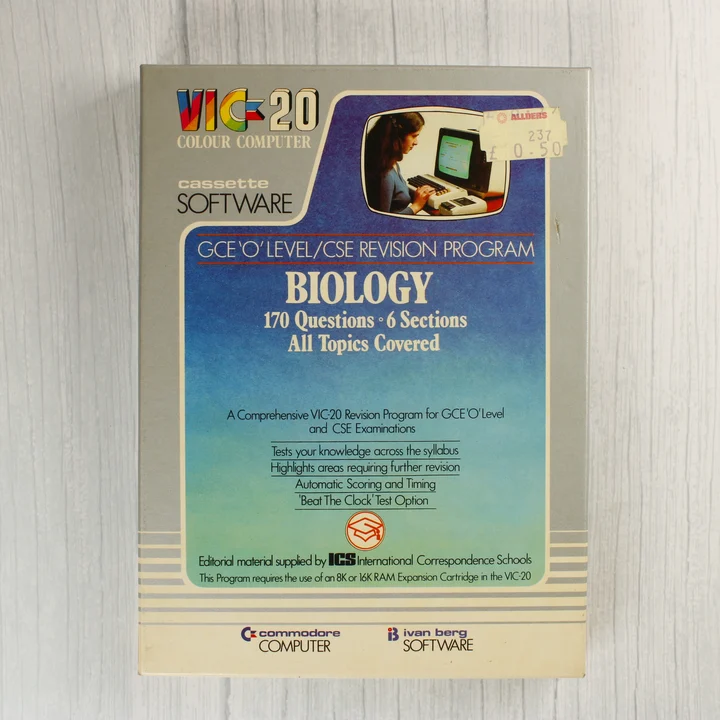 VIC-20
COLOUR COMPUTER
cassette
SOFTWARE
ALLDERS
237
£0.50
GCE 'O' LEVEL/CSE REVISION PROGRAM
BIOLOGY
170 Questions • 6 Sections
All Topics Covered
A Comprehensive VIC-20 Revision Program for GCE 'O' Level
and CSE Examinations
Tests your knowledge across the syllabus
Highlights areas requiring further revision
Automatic Scoring and Timing
'Beat The Clock' Test Option
Editorial material supplied by ICS International Correspondence Schools
This Program requires the use of an 8K or 16K RAM Expansion Cartridge in the VIC-20
commodore
COMPUTER
ivan berg
SOFTWARE